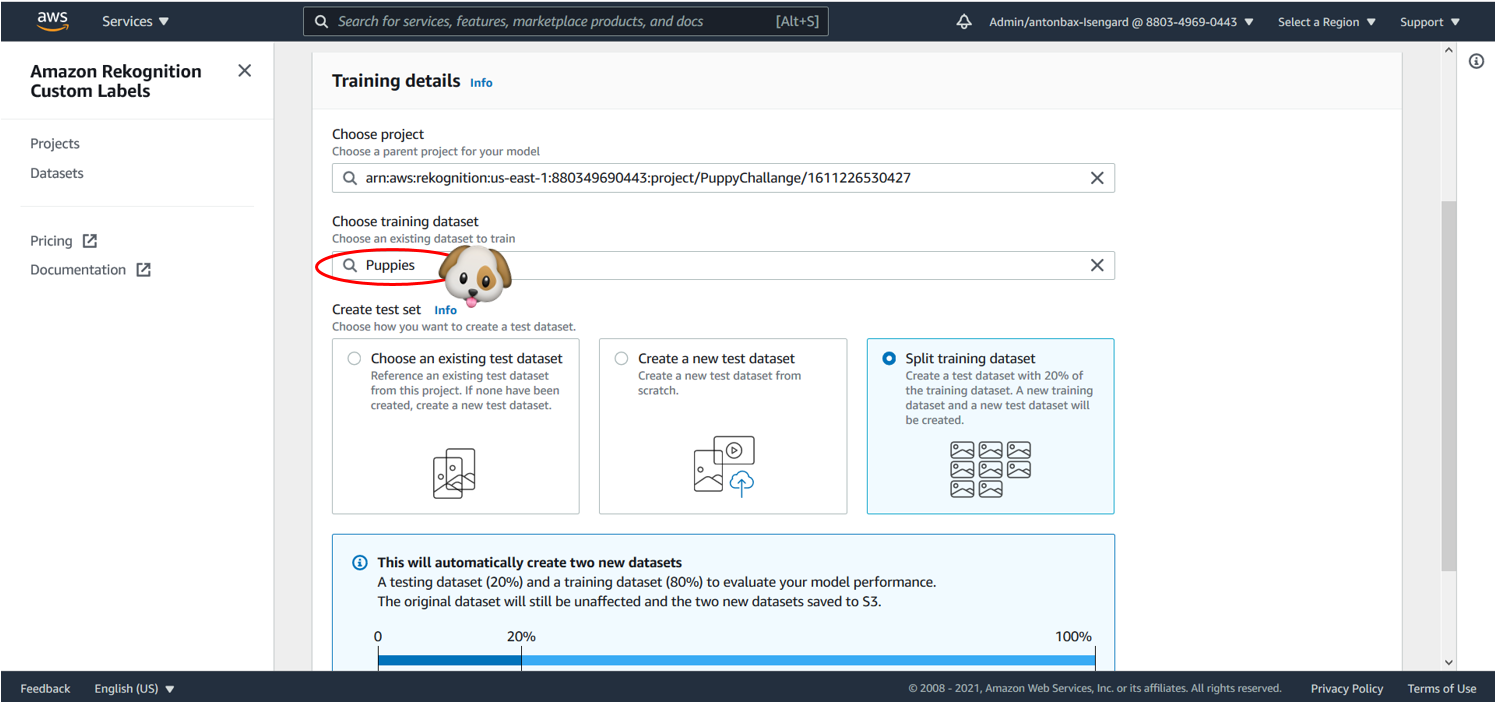 aws
Services
Search for services, features, marketplace products, and docs
[Alt+S]
Admin/antonbax-Isengard @ 8803-4969-0443
Select a Region
Support
Amazon Rekognition
Custom Labels
Projects
Datasets
Pricing
Documentation
Training details Info
Choose project
Choose a parent project for your model
arn:aws:rekognition:us-east-1:880349690443:project/PuppyChallange/1611226530427
Choose training dataset
Choose an existing dataset to train
Puppies
Create test set Info
Choose how you want to create a test dataset.
Choose an existing test dataset
Reference an existing test dataset
from this project. If none have been
created, create a new test dataset.
Create a new test dataset
Create a new test dataset from
scratch.
Split training dataset
Create a test dataset with 20% of
the training dataset. A new training
dataset and a new test dataset will
be created.
This will automatically create two new datasets
A testing dataset (20%) and a training dataset (80%) to evaluate your model performance.
The original dataset will still be unaffected and the two new datasets saved to S3.
0 20% 100%
Feedback
English (US)
© 2008 - 2021, Amazon Web Services, Inc. or its affiliates. All rights reserved.
Privacy Policy
Terms of Use